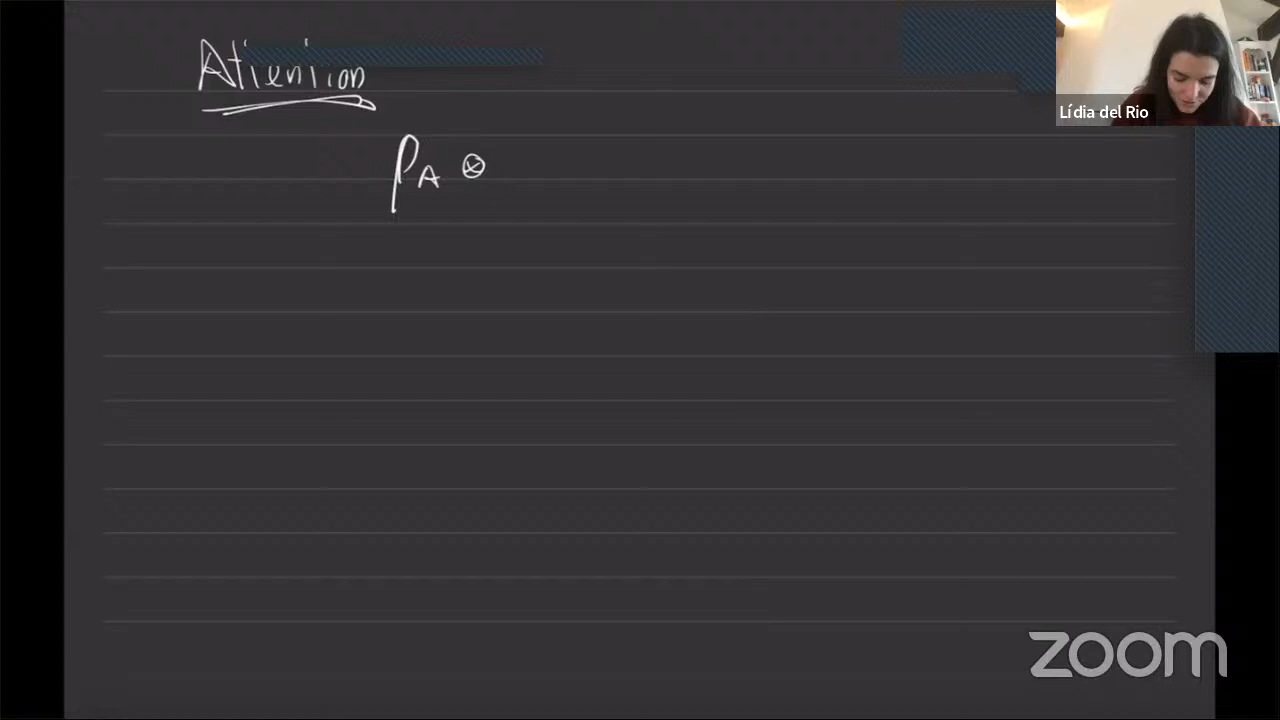 Attention
Lídia del Rio
ρ_A ⊗
zoom